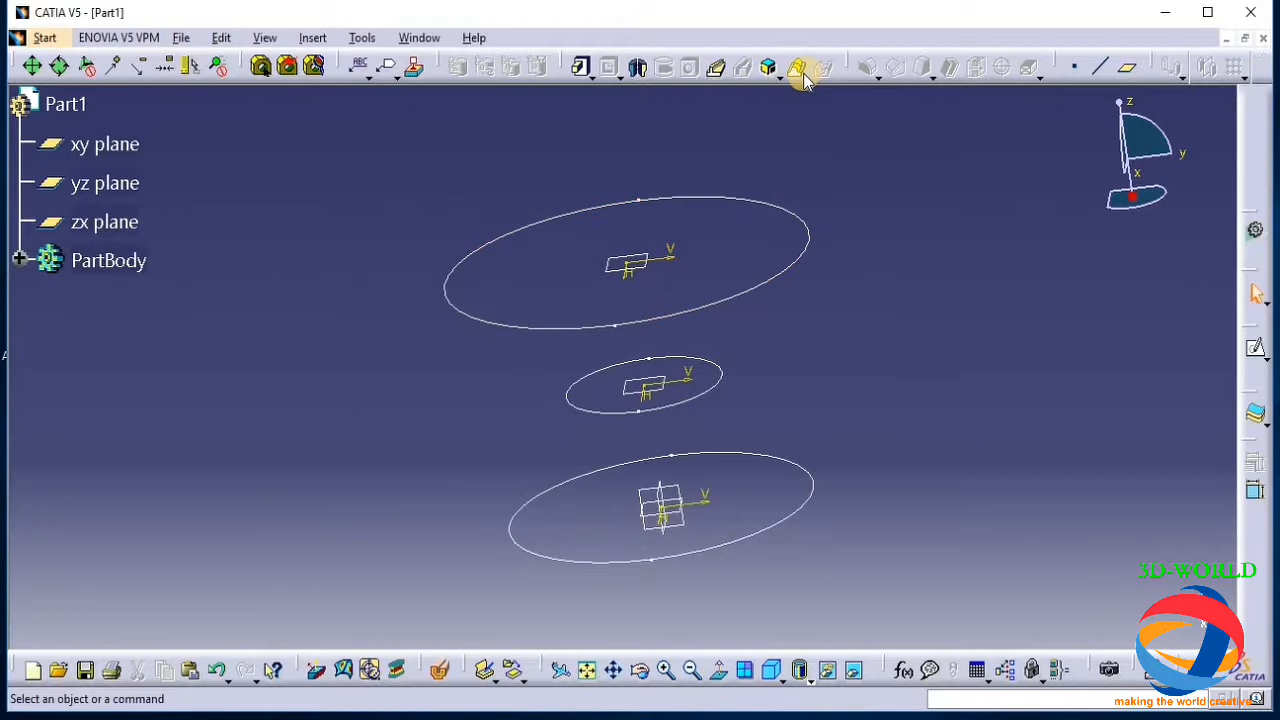 CATIA V5 - [Part1]
Start ENOVIA V5 VPM File Edit View Insert Tools Window Help
ABC
Part1
xy plane
yz plane
zx plane
PartBody
z
y
x
V
H
V
H
V
H
3D-WORLD
f(x)
CATIA
making the world creative
Select an object or a command